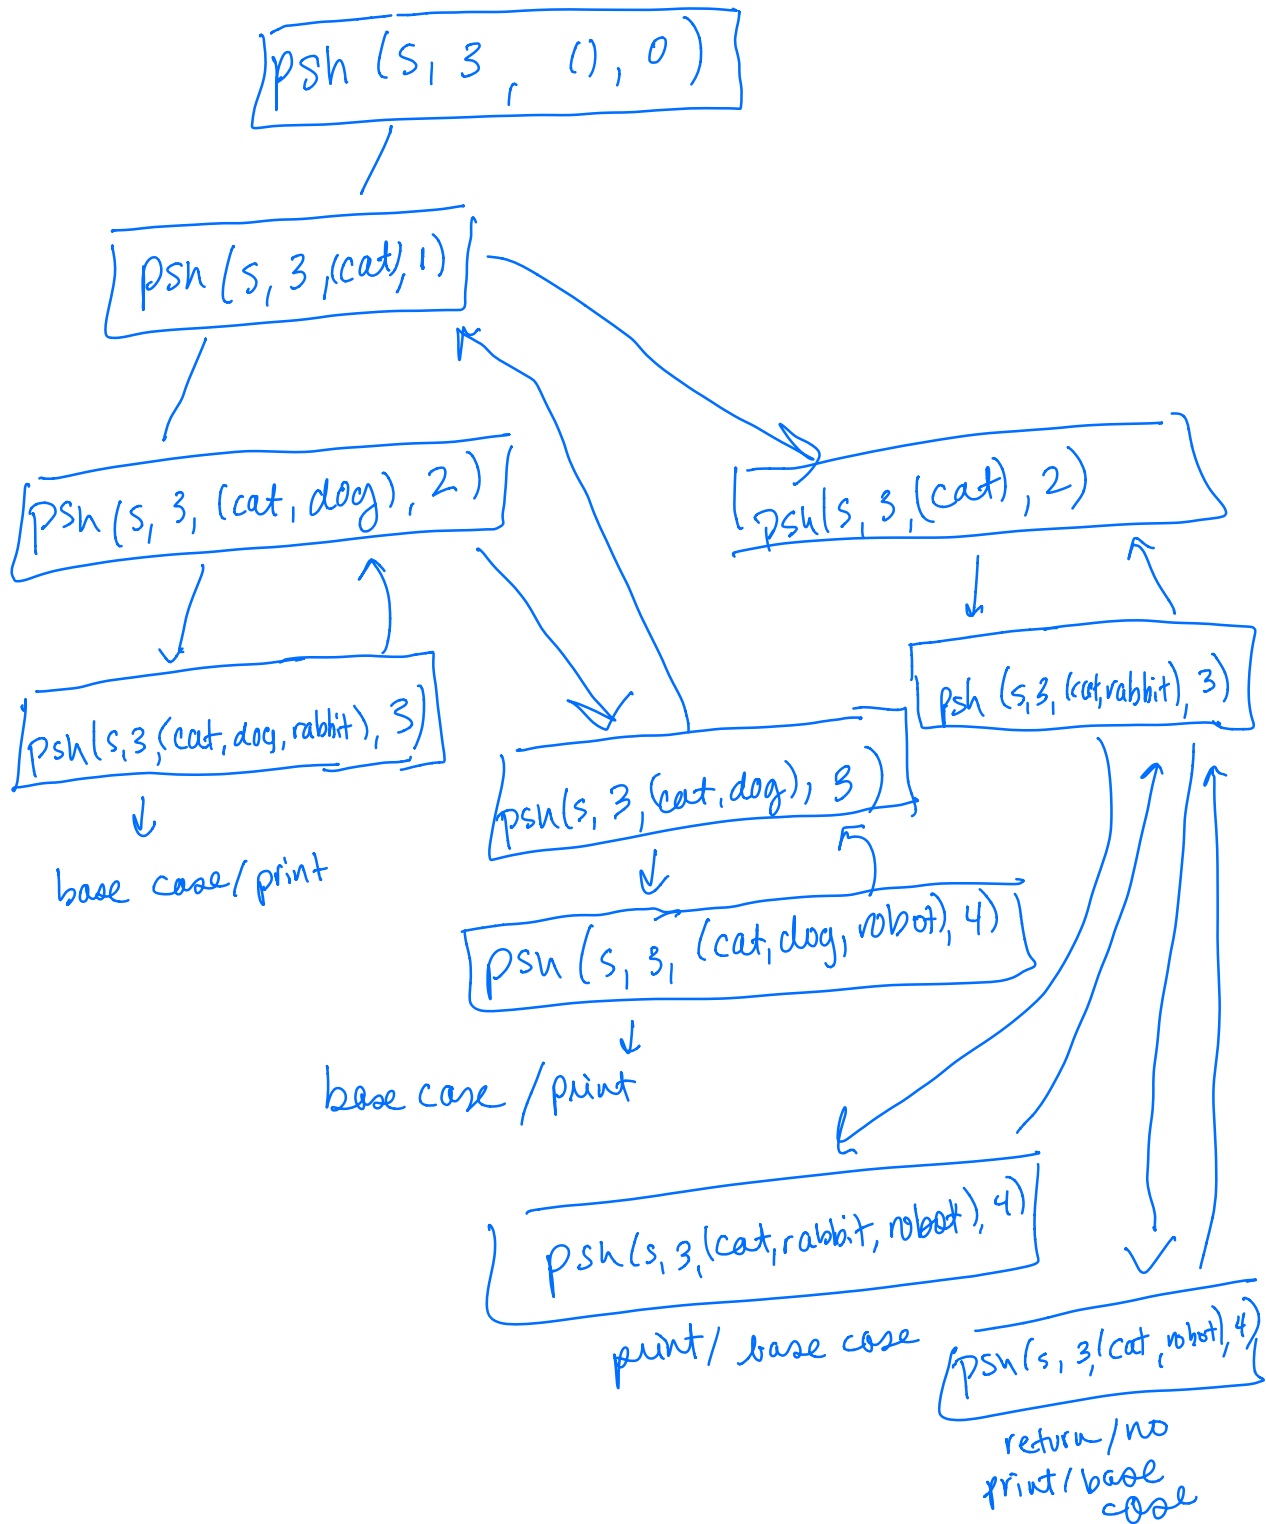 psh (s, 3, (), 0)
psh (s, 3, (cat), 1)
psh (s, 3, (cat, dog), 2)
psh (s, 3, (cat), 2)
psh (s, 3, (cat, rabbit), 3)
psh (s, 3, (cat, dog, rabbit), 3)
psh (s, 3, (cat, dog), 3)
base case / print
psh (s, 3, (cat, dog, robot), 4)
base case / print
psh (s, 3, (cat, rabbit, robot), 4)
print / base case
psh (s, 3, (cat, robot), 4)
return / no
print / base
case